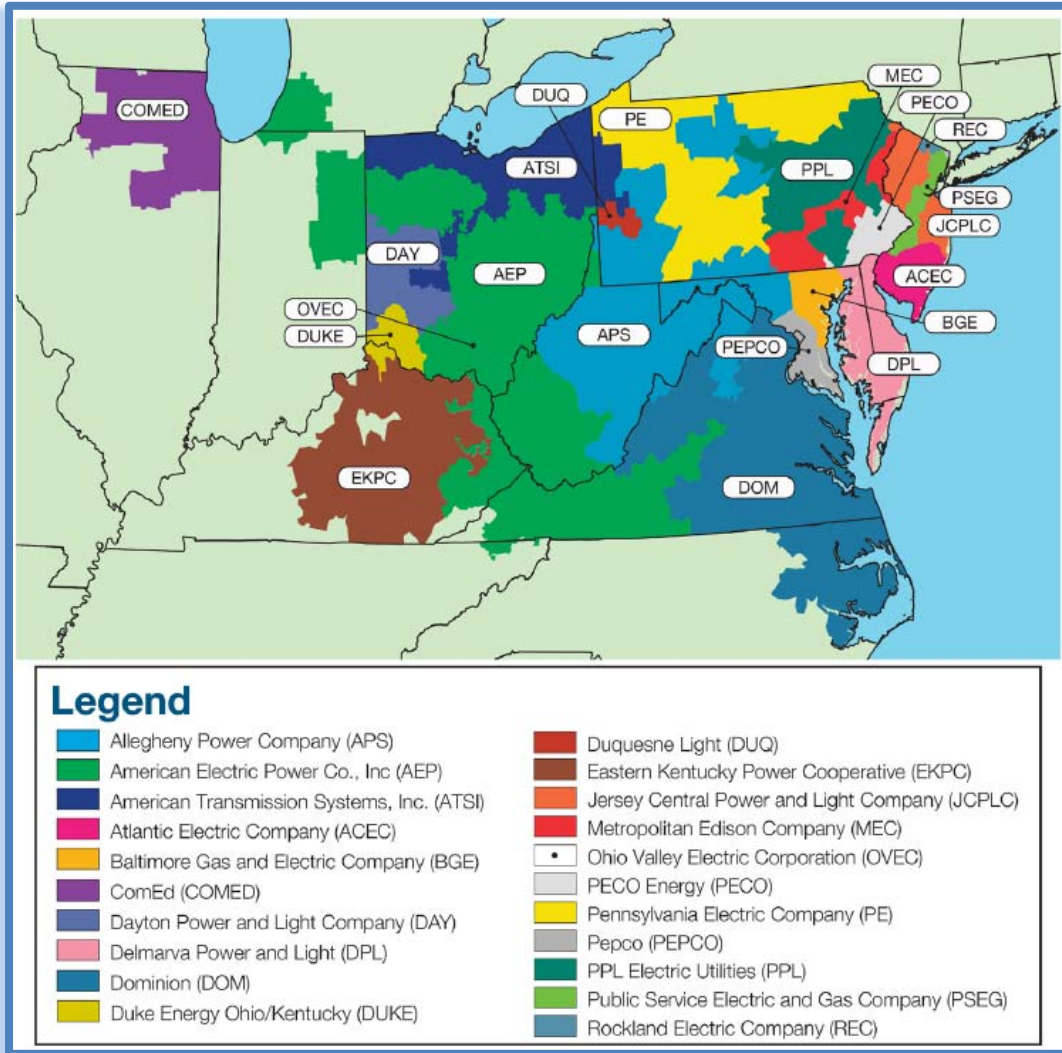 MEC
DUQ
PECO
COMED
PE
REC
ATSI
PPL
PSEG
JCPLC
DAY
AEP
ACEC
OVEC
DUKE
APS
BGE
PEPCO
DPL
EKPC
DOM
Legend
Allegheny Power Company (APS)
American Electric Power Co., Inc (AEP)
American Transmission Systems, Inc. (ATSI)
Atlantic Electric Company (ACEC)
Baltimore Gas and Electric Company (BGE)
ComEd (COMED)
Dayton Power and Light Company (DAY)
Delmarva Power and Light (DPL)
Dominion (DOM)
Duke Energy Ohio/Kentucky (DUKE)
Duquesne Light (DUQ)
Eastern Kentucky Power Cooperative (EKPC)
Jersey Central Power and Light Company (JCPLC)
Metropolitan Edison Company (MEC)
Ohio Valley Electric Corporation (OVEC)
PECO Energy (PECO)
Pennsylvania Electric Company (PE)
Pepco (PEPCO)
PPL Electric Utilities (PPL)
Public Service Electric and Gas Company (PSEG)
Rockland Electric Company (REC)